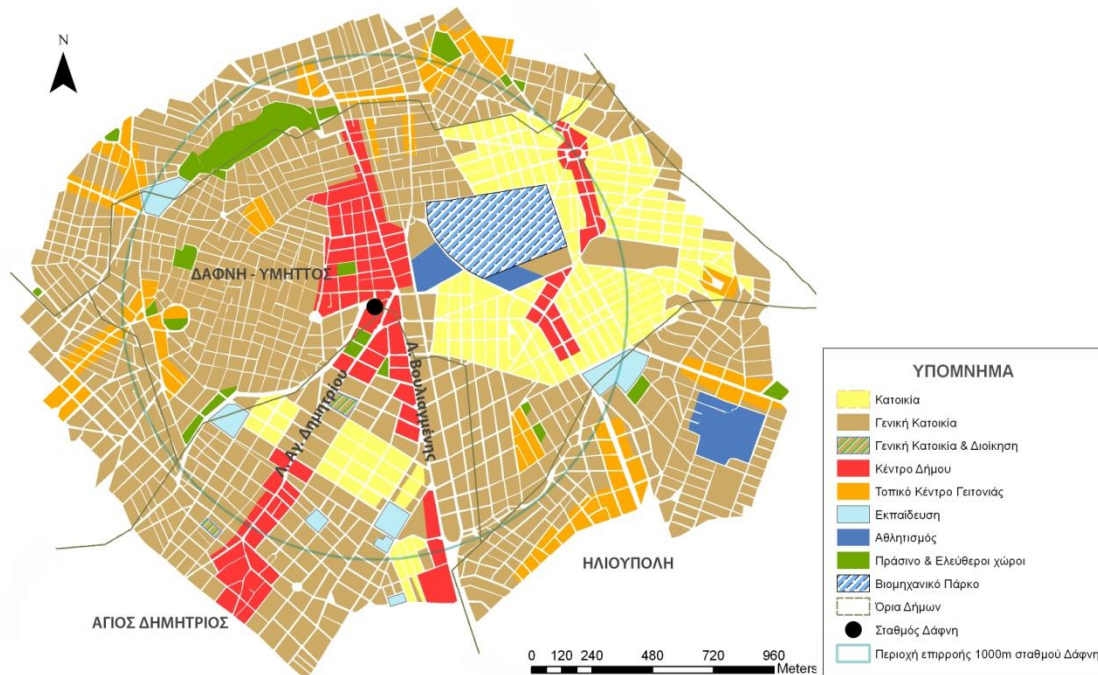 N
ΔΑΦΝΗ - ΥΜΗΤΤΟΣ
Λ. Αγ. Δημητρίου
Λ. Βουλιαγμένης
ΗΛΙΟΥΠΟΛΗ
ΑΓΙΟΣ ΔΗΜΗΤΡΙΟΣ
0 120 240 480 720 960
Meters
ΥΠΟΜΝΗΜΑ
Κατοικία
Γενική Κατοικία
Γενική Κατοικία & Διοίκηση
Κέντρο Δήμου
Τοπικό Κέντρο Γειτονιάς
Εκπαίδευση
Αθλητισμός
Πράσινο & Ελεύθεροι χώροι
Βιομηχανικό Πάρκο
Όρια Δήμων
Σταθμός Δάφνη
Περιοχή επιρροής 1000m σταθμού Δάφνη